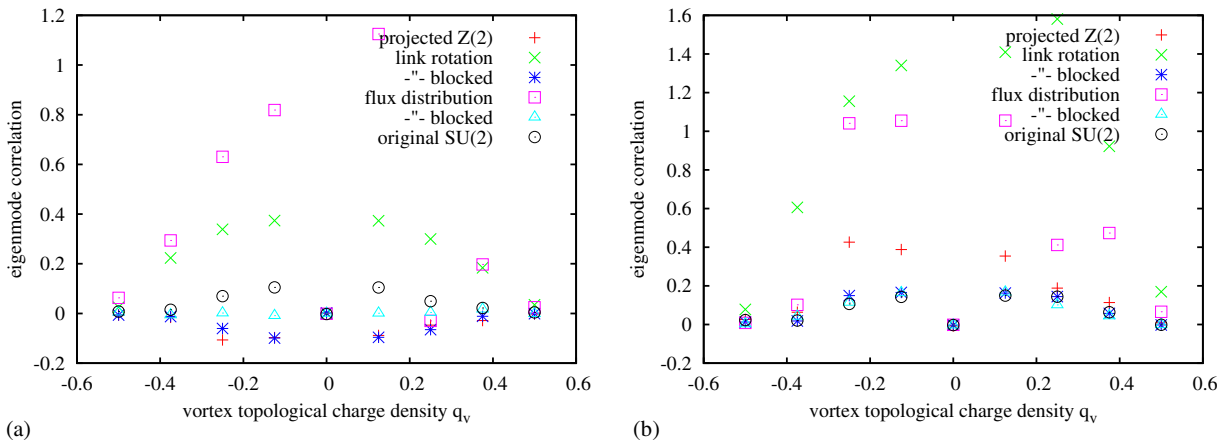 1.2
1
0.8
0.6
0.4
0.2
0
-0.2
-0.6
-0.4
-0.2
0
0.2
0.4
0.6
eigenmode correlation
vortex topological charge density qv
projected Z(2)
link rotation
-"- blocked
flux distribution
-"- blocked
original SU(2)
(a)
1.6
1.4
1.2
1
0.8
0.6
0.4
0.2
0
-0.2
-0.6
-0.4
-0.2
0
0.2
0.4
0.6
eigenmode correlation
vortex topological charge density qv
projected Z(2)
link rotation
-"- blocked
flux distribution
-"- blocked
original SU(2)
(b)